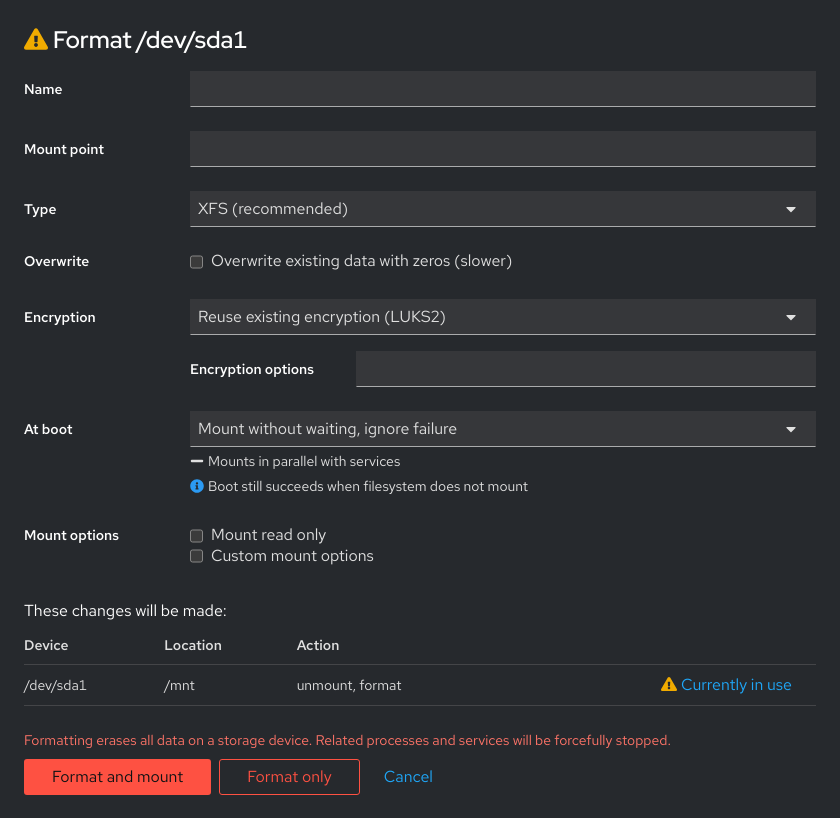 Format /dev/sda1
Name
Mount point
Type XFS (recommended)
Overwrite Overwrite existing data with zeros (slower)
Encryption Reuse existing encryption (LUKS2)
Encryption options
At boot Mount without waiting, ignore failure
Mounts in parallel with services
Boot still succeeds when filesystem does not mount
Mount options Mount read only
Custom mount options
These changes will be made:
Device Location Action
/dev/sda1 /mnt unmount, format Currently in use
Formatting erases all data on a storage device. Related processes and services will be forcefully stopped.
Format and mount Format only Cancel